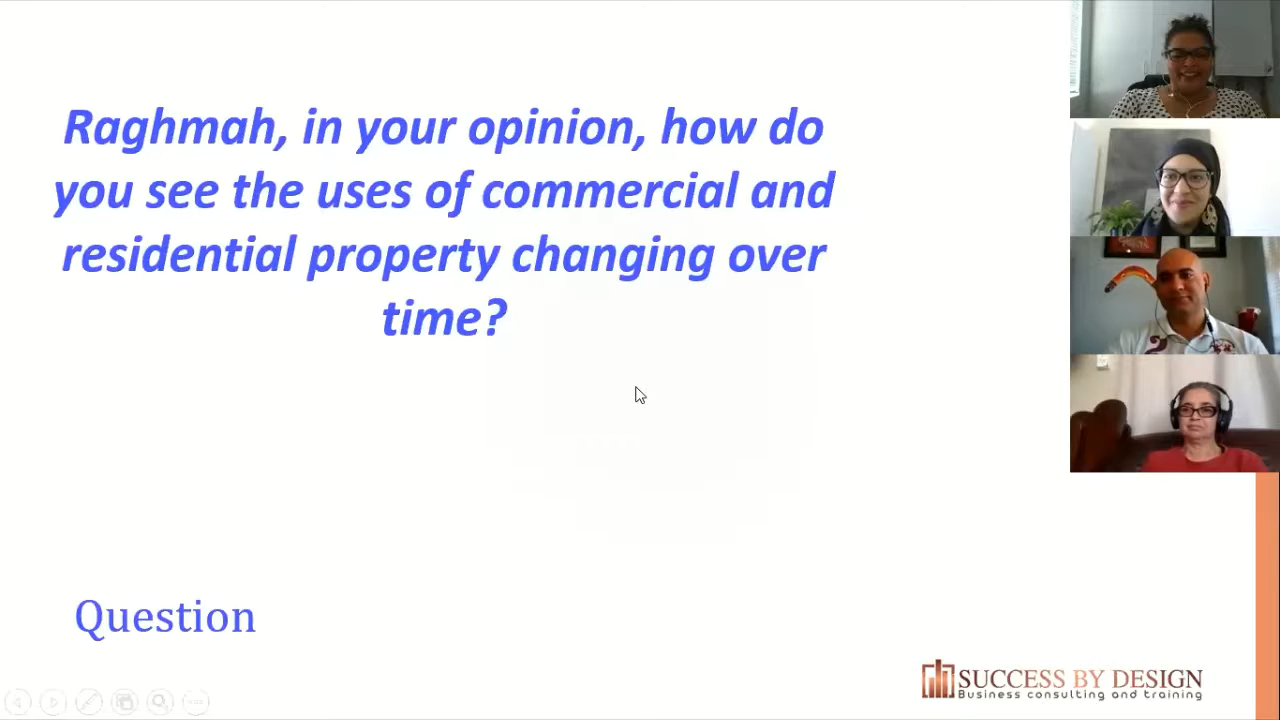 Raghmah, in your opinion, how do
you see the uses of commercial and
residential property changing over
time?
Question
SUCCESS BY DESIGN
Business consulting and training